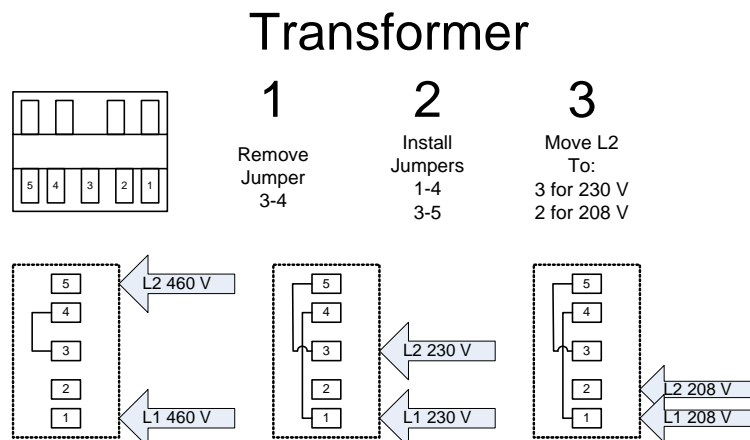 Transformer
5 4 3 2 1
1
Remove
Jumper
3-4
2
Install
Jumpers
1-4
3-5
3
Move L2
To:
3 for 230 V
2 for 208 V
5
L2 460 V
4
3
2
1
L1 460 V
5
4
3
L2 230 V
2
1
L1 230 V
5
4
3
2
L2 208 V
1
L1 208 V